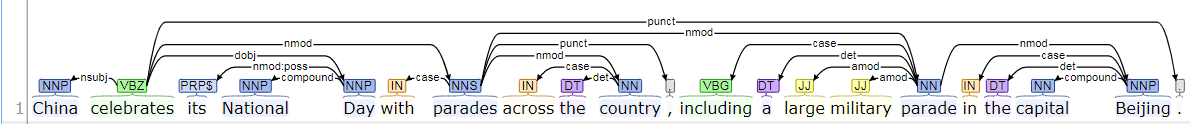 punct
nmod
nmod punct case nmod
dobj nmod det case
nmod:poss case amod det
NNP nsubj VBZ PRP$ NNP compound NNP IN case NNS IN DT det NN , VBG DT JJ JJ amod NN IN DT NN compound NNP .
1 China celebrates its National Day with parades across the country , including a large military parade in the capital Beijing .